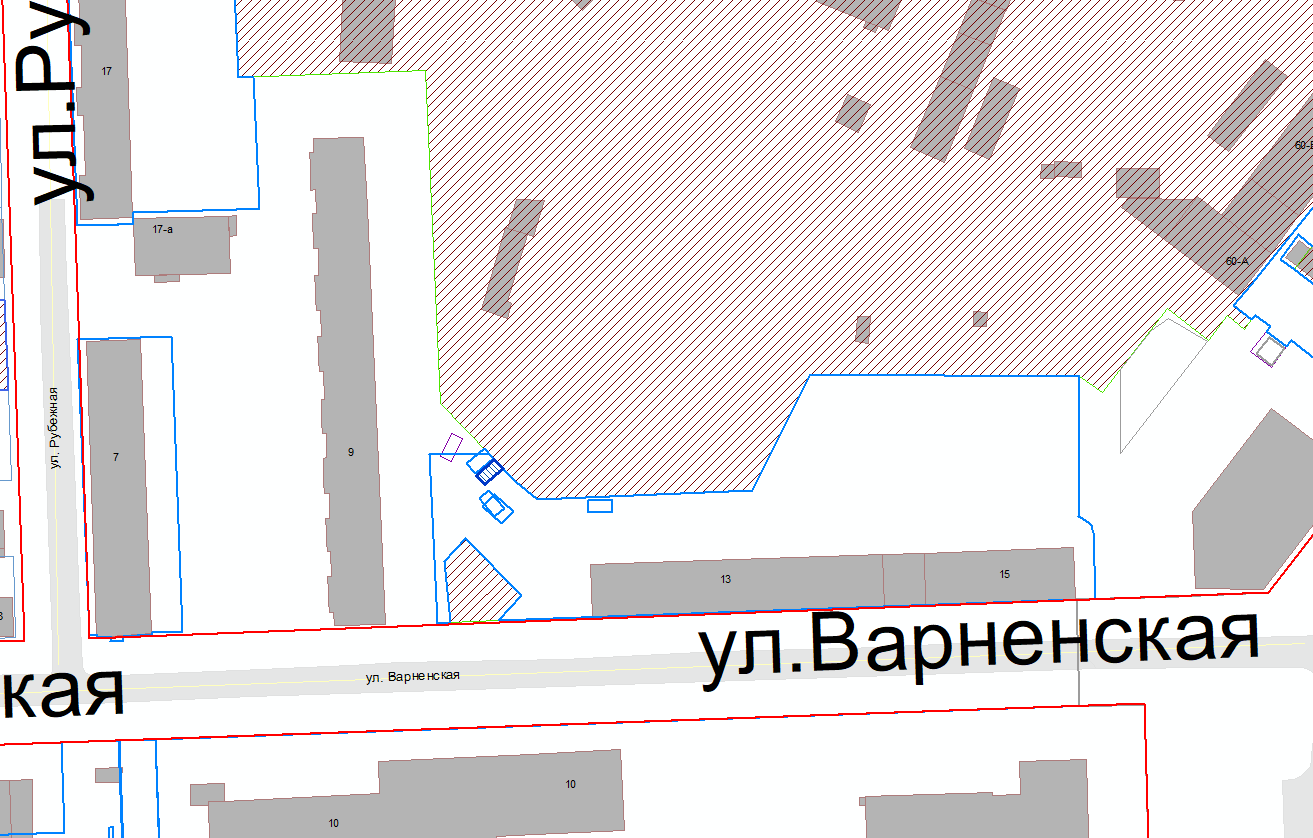 ул.Ру
17
60-
17-а
60-А
ул. Рубежная
7
9
13
15
ул.Варненская
ул. Варненская
кая
10
10